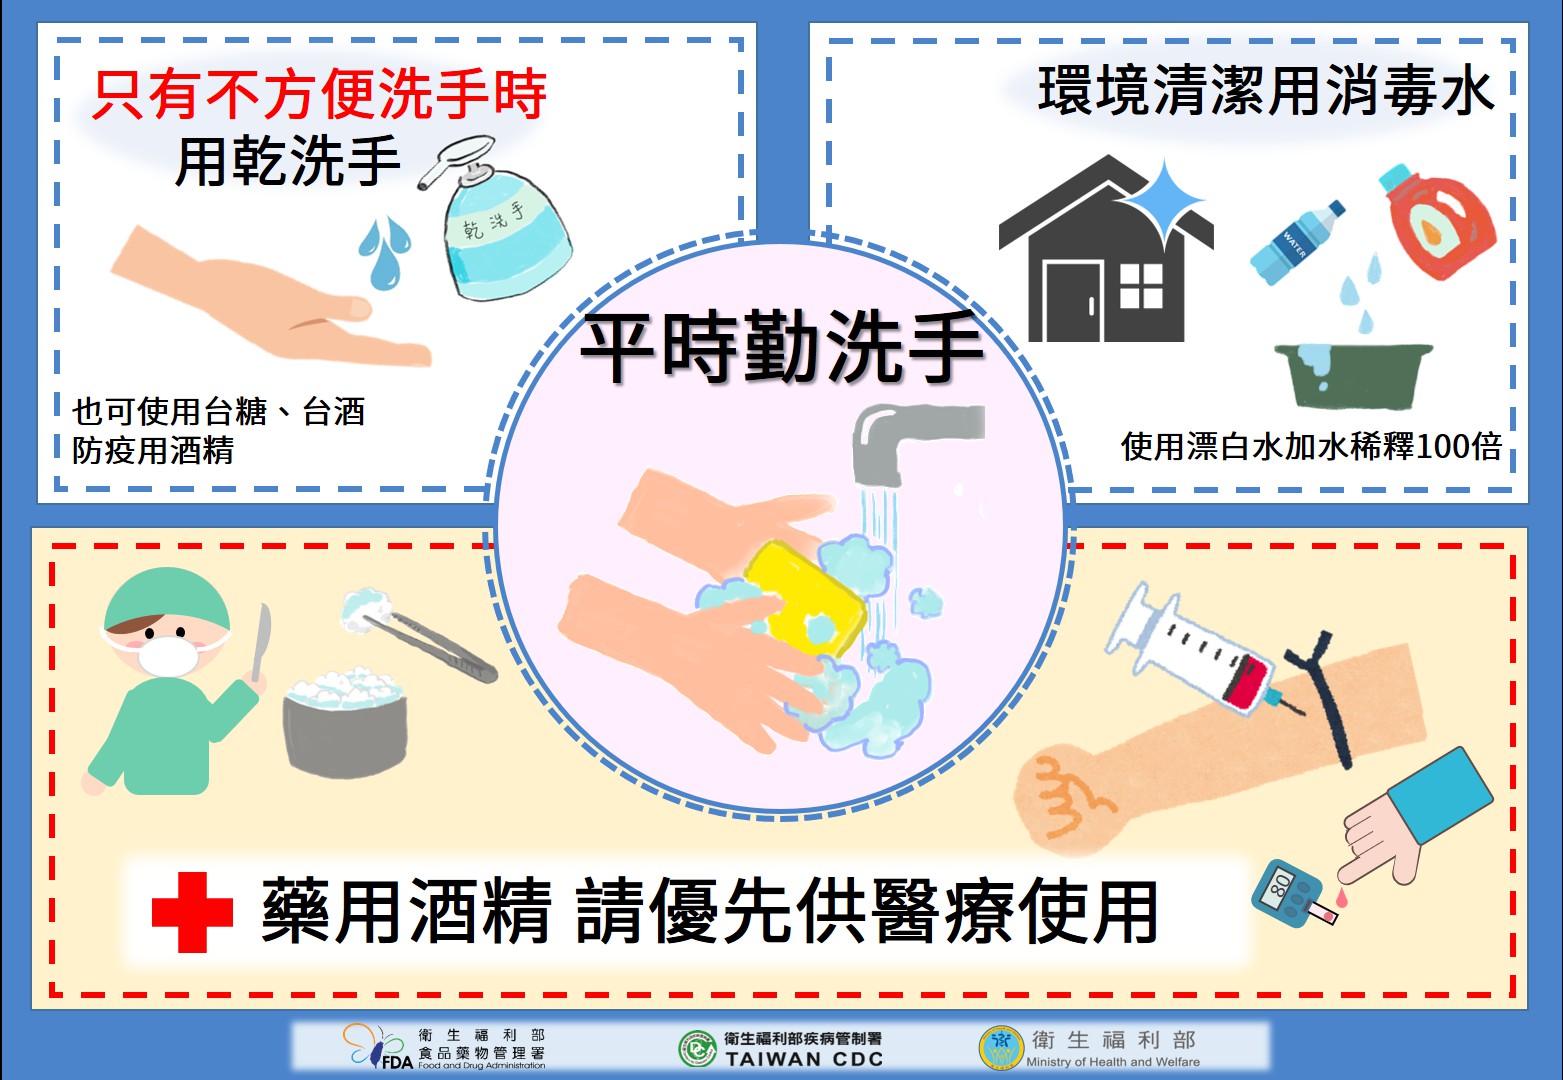 只有不方便洗手時
用乾洗手
乾洗手
也可使用台糖、台酒
防疫用酒精
環境清潔用消毒水
WATER
使用漂白水加水稀釋100倍
平時勤洗手
藥用酒精 請優先供醫療使用
80
衛生福利部
食品藥物管理署
FDA Food and Drug Administration
衛生福利部疾病管制署
TAIWAN CDC
衛生福利部
Ministry of Health and Welfare